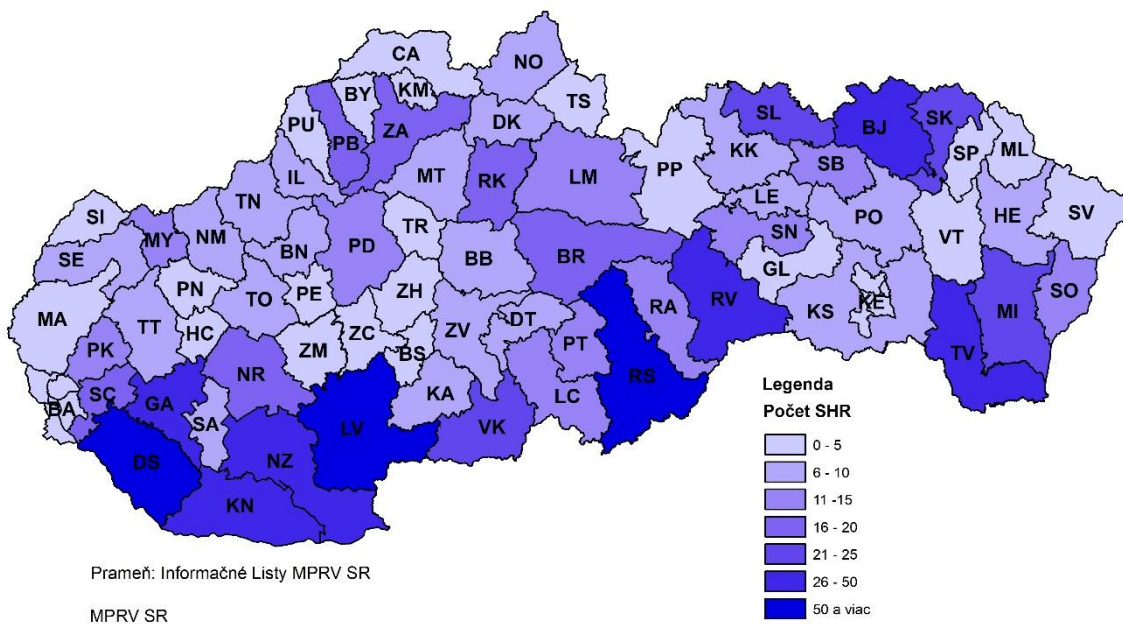 CA
NO
BY
KM
TS
PU
PB
ZA
DK
SL
BJ
SK
SP
ML
IL
MT
RK
LM
PP
KK
SB
LE
PO
HE
SV
SI
MY
NM
TN
BN
PD
TR
BB
BR
SN
VT
SE
PN
TO
PE
ZH
GL
KE
KS
SO
MA
TT
HC
ZM
ZC
BS
ZV
DT
PT
RA
RV
MI
TV
PK
NR
KA
LC
RS
BA
SC
GA
SA
LV
VK
DS
NZ
KN
Legenda
Počet SHR
0 - 5
6 - 10
11 -15
16 - 20
21 - 25
26 - 50
50 a viac
Prameň: Informačné Listy MPRV SR
MPRV SR